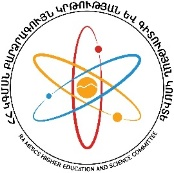 ՀՀ ԿԳՄՍՆ ԲԱՐՁՐԱԳՈՒՅՆ ԿՐԹՈՒԹՅԱՆ ԵՎ ԳԻՏՈՒԹՅԱՆ ԿՈՄԻՏԵ
RA MESCS HIGHER EDUCATION AND SCIENCE COMMITTEE